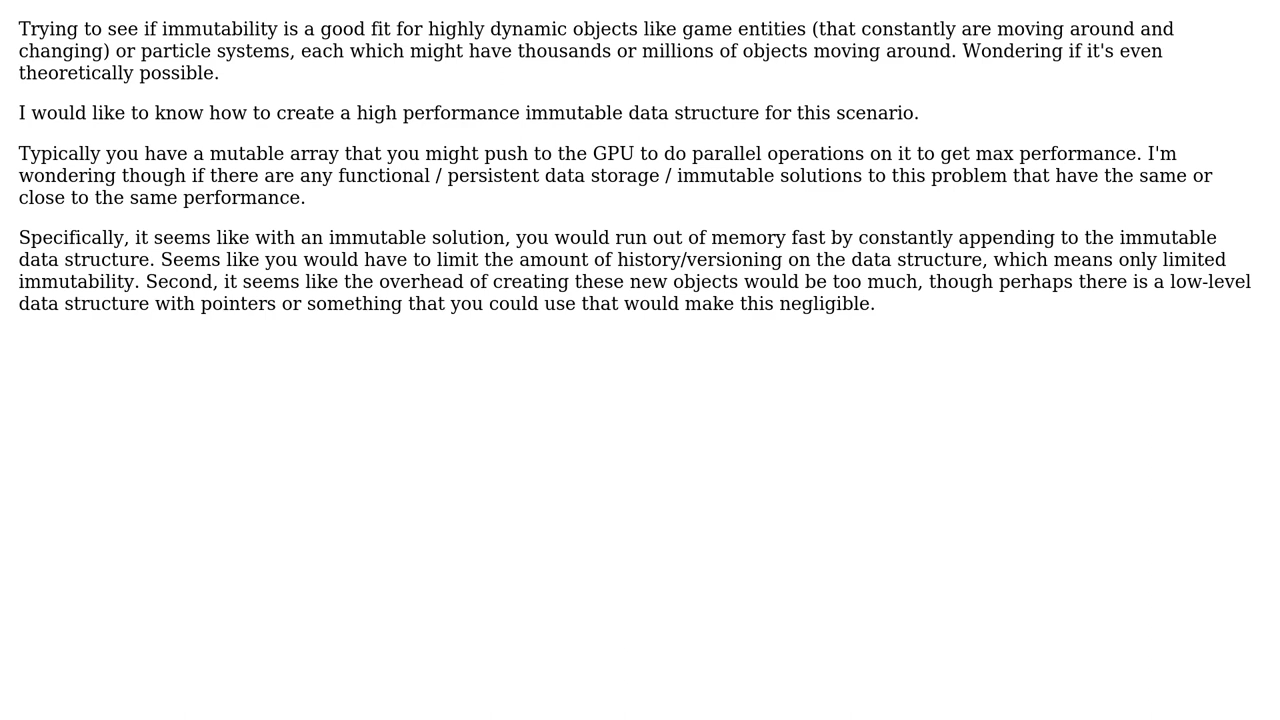 Trying to see if immutability is a good fit for highly dynamic objects like game entities (that constantly are moving around and
changing) or particle systems, each which might have thousands or millions of objects moving around. Wondering if it's even
theoretically possible.
I would like to know how to create a high performance immutable data structure for this scenario.
Typically you have a mutable array that you might push to the GPU to do parallel operations on it to get max performance. I'm
wondering though if there are any functional / persistent data storage / immutable solutions to this problem that have the same or
close to the same performance.
Specifically, it seems like with an immutable solution, you would run out of memory fast by constantly appending to the immutable
data structure. Seems like you would have to limit the amount of history/versioning on the data structure, which means only limited
immutability. Second, it seems like the overhead of creating these new objects would be too much, though perhaps there is a low-level
data structure with pointers or something that you could use that would make this negligible.